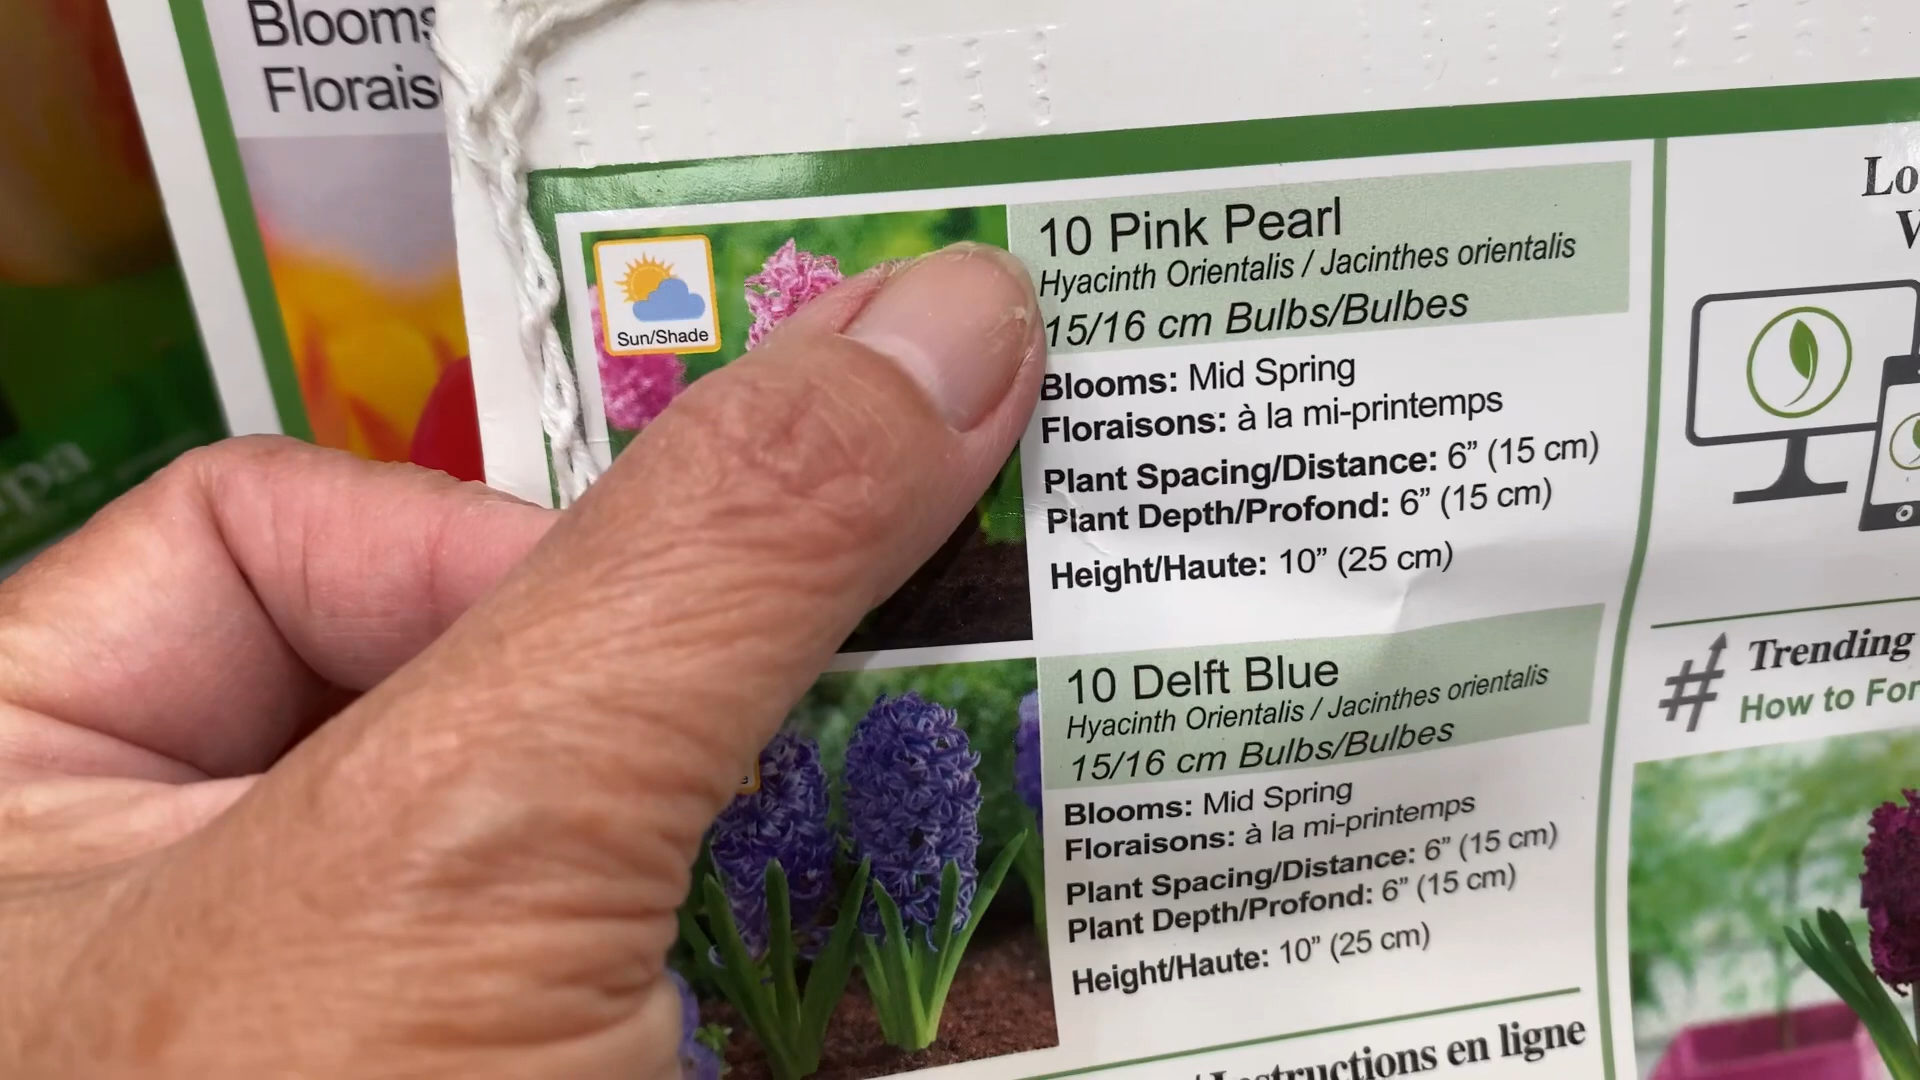 Blooms
Florais
Sun/Shade
10 Pink Pearl
Hyacinth Orientalis / Jacinthes orientalis
15/16 cm Bulbs/Bulbes
Blooms: Mid Spring
Floraisons: à la mi-printemps
Plant Spacing/Distance: 6” (15 cm)
Plant Depth/Profond: 6” (15 cm)
Height/Haute: 10” (25 cm)
10 Delft Blue
Hyacinth Orientalis / Jacinthes orientalis
15/16 cm Bulbs/Bulbes
Blooms: Mid Spring
Floraisons: à la mi-printemps
Plant Spacing/Distance: 6” (15 cm)
Plant Depth/Profond: 6” (15 cm)
Height/Haute: 10” (25 cm)
en ligne
Lo
# Trending
How to For